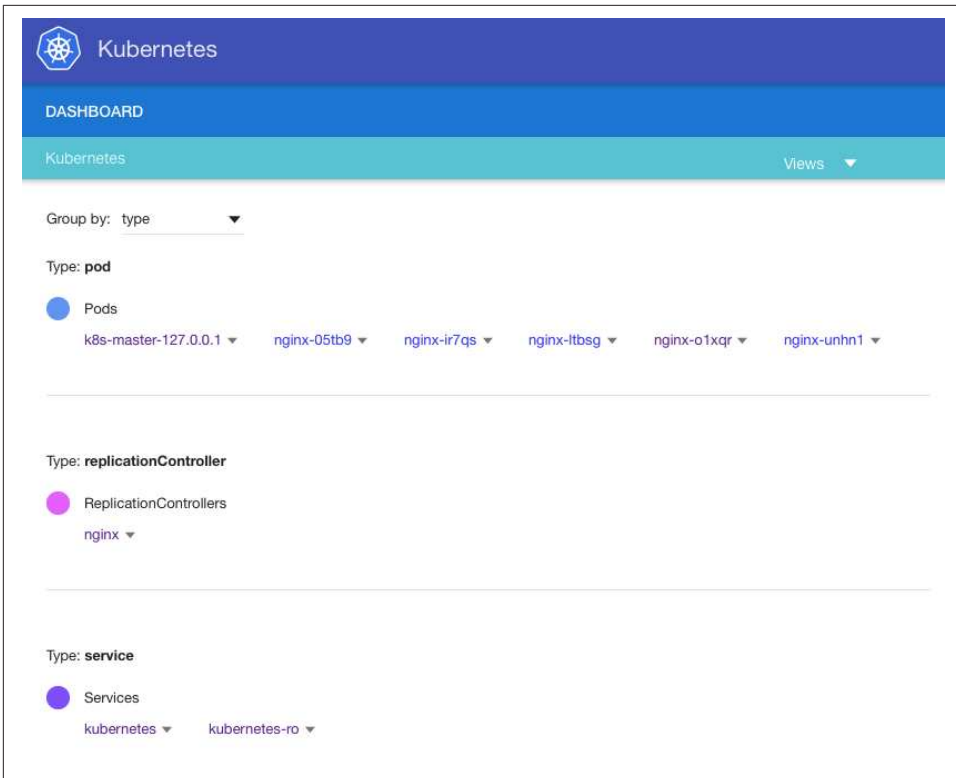 Kubernetes
DASHBOARD
Kubernetes Views
Group by: type
Type: pod
Pods
k8s-master-127.0.0.1 nginx-05tb9 nginx-ir7qs nginx-ltbsg nginx-o1xqr nginx-unhn1
Type: replicationController
ReplicationControllers
nginx
Type: service
Services
kubernetes kubernetes-ro